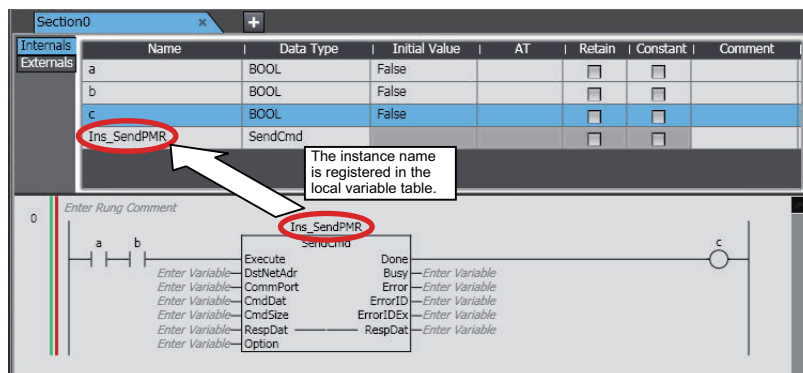 Section0 × +
Internals Name Data Type Initial Value AT Retain Constant Comment
Externals
a BOOL False
b BOOL False
c BOOL False
Ins_SendPMR SendCmd
The instance name
is registered in the
local variable table.
0 Enter Rung Comment
Ins_SendPMR
SendCmd
a b c
Execute Done
Enter Variable DstNetAdr Busy Enter Variable
Enter Variable CommPort Error Enter Variable
Enter Variable CmdDat ErrorID Enter Variable
Enter Variable CmdSize ErrorIDEx Enter Variable
Enter Variable RespDat RespDat Enter Variable
Enter Variable Option